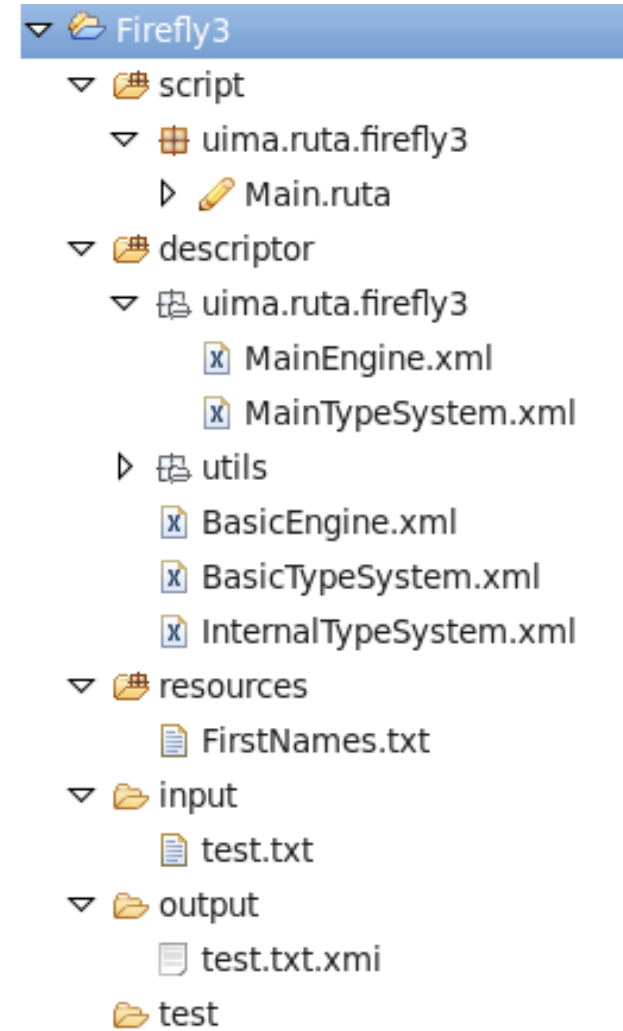 Firefly3
script
uima.ruta.firefly3
Main.ruta
descriptor
uima.ruta.firefly3
MainEngine.xml
MainTypeSystem.xml
utils
BasicEngine.xml
BasicTypeSystem.xml
InternalTypeSystem.xml
resources
FirstNames.txt
input
test.txt
output
test.txt.xmi
test